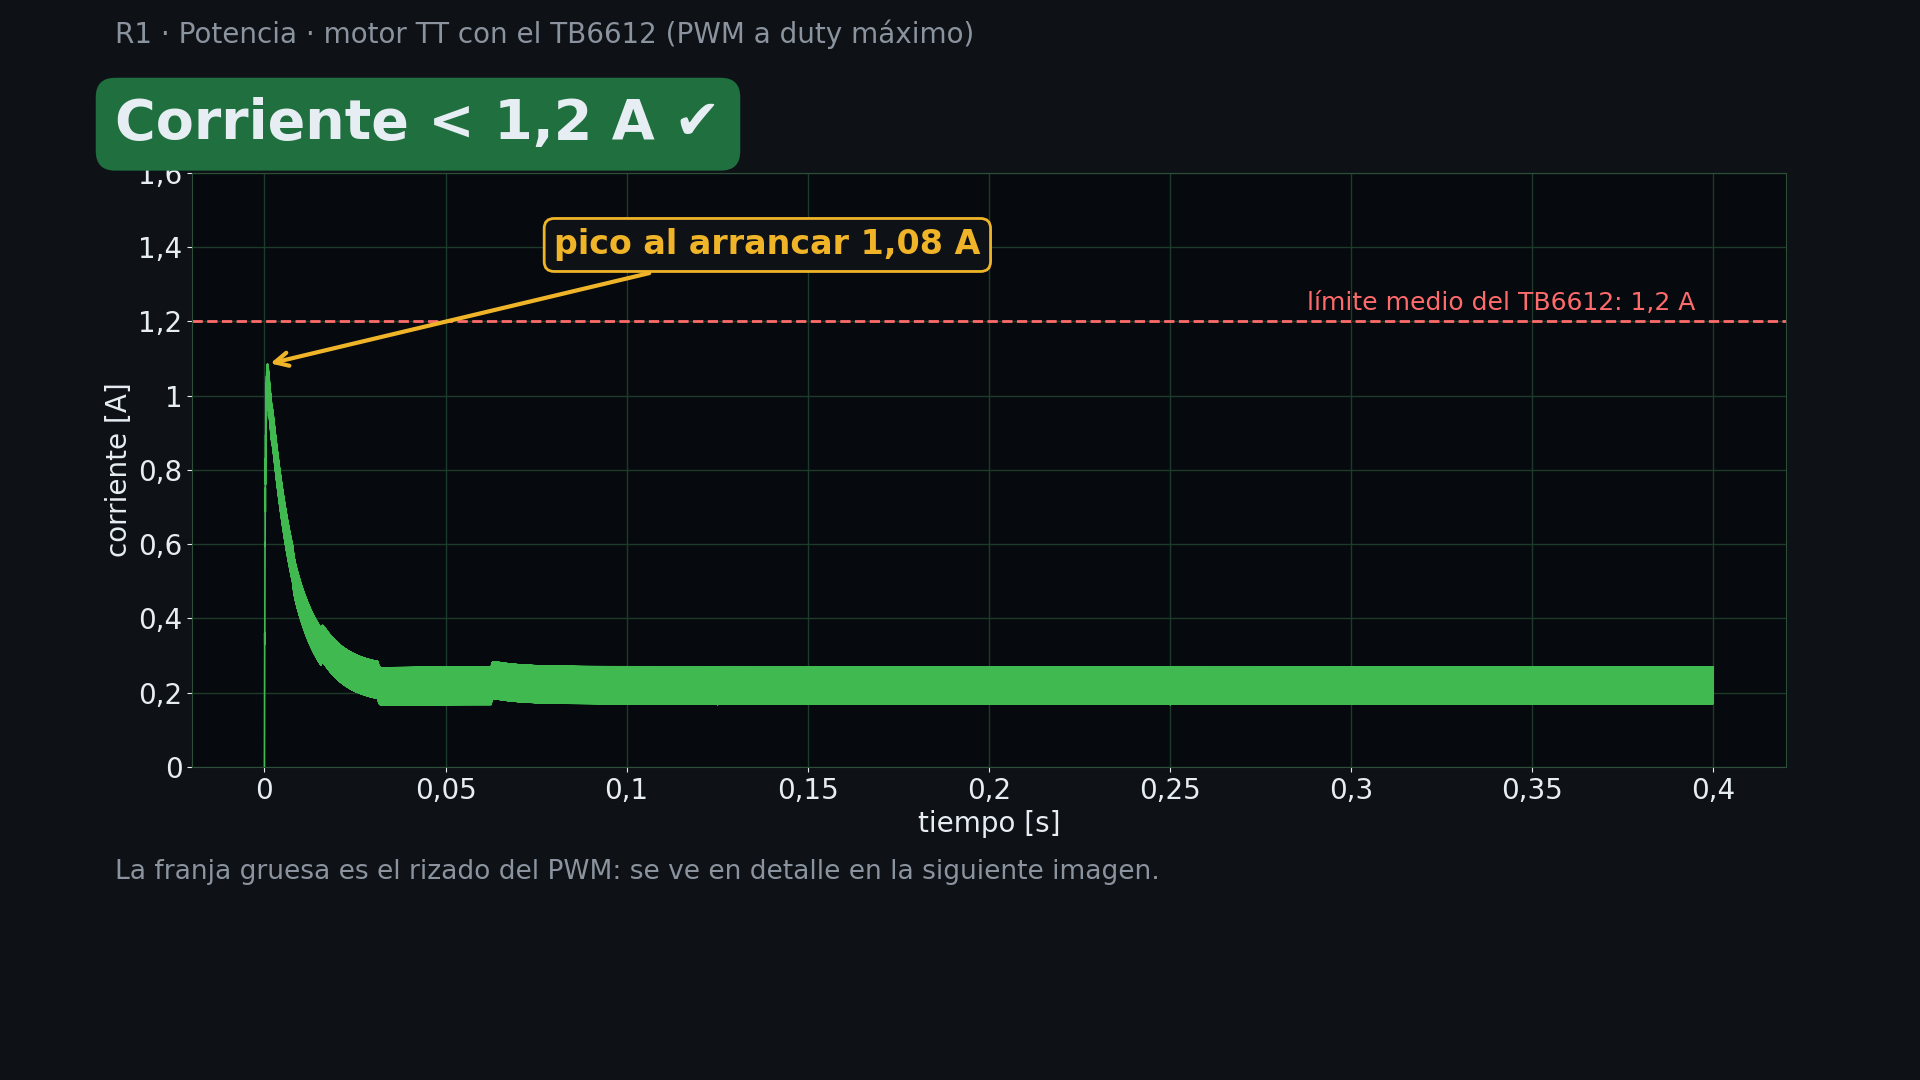 R1 · Potencia · motor TT con el TB6612 (PWM a duty máximo)
Corriente < 1,2 A ✔
1,6
pico al arrancar 1,08 A
1,4
límite medio del TB6612: 1,2 A
1,2
1
0,8
0,6
0,4
0,2
0
corriente [A]
0 0,05 0,1 0,15 0,2 0,25 0,3 0,35 0,4
tiempo [s]
La franja gruesa es el rizado del PWM: se ve en detalle en la siguiente imagen.